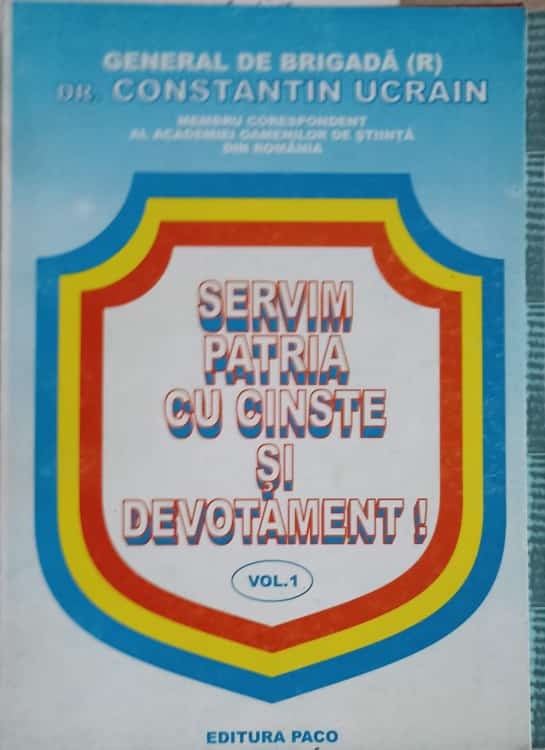 GENERAL DE BRIGADĂ (R)
DR. CONSTANTIN UCRAIN
MEMBRU CORESPONDENT
AL ACADEMIEI OAMENILOR DE ȘTIINȚĂ
DIN ROMÂNIA
SERVIM
PATRIA
CU CINSTE
ȘI
DEVOTAMENT !
VOL.1
EDITURA PACO